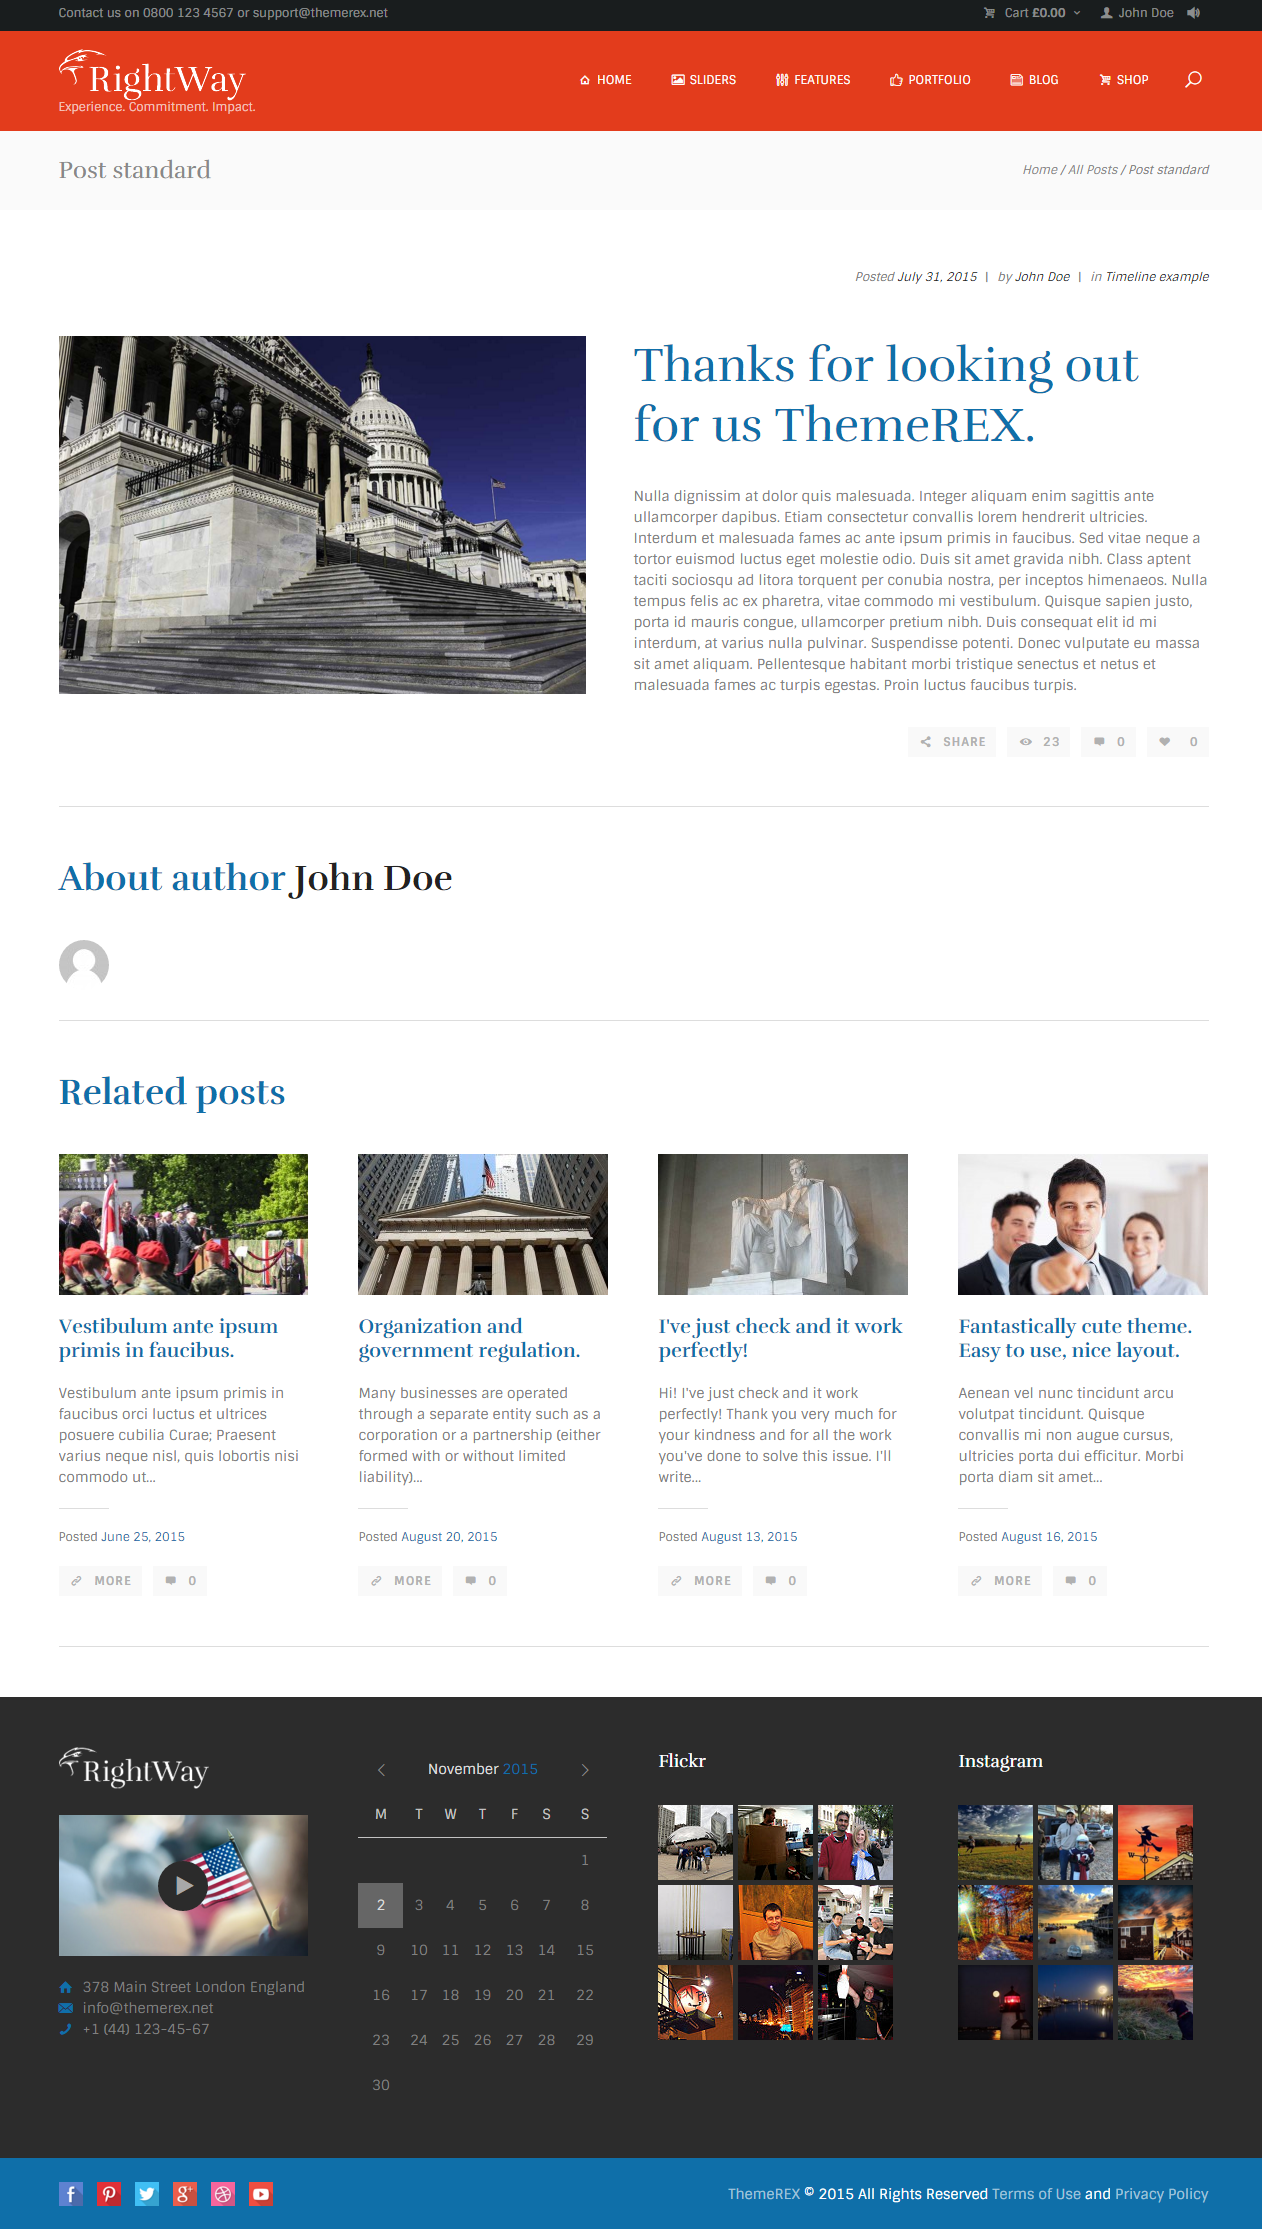 Contact us on 0800 123 4567 or support@themerex.net
Cart £0.00
John Doe
RightWay
Experience. Commitment. Impact.
HOME
SLIDERS
FEATURES
PORTFOLIO
BLOG
SHOP
Post standard
Home / All Posts / Post standard
Posted July 31, 2015 | by John Doe | in Timeline example
Thanks for looking out
for us ThemeREX.
Nulla dignissim at dolor quis malesuada. Integer aliquam enim sagittis ante
ullamcorper dapibus. Etiam consectetur convallis lorem hendrerit ultricies.
Interdum et malesuada fames ac ante ipsum primis in faucibus. Sed vitae neque a
tortor euismod luctus eget molestie odio. Duis sit amet gravida nibh. Class aptent
taciti sociosqu ad litora torquent per conubia nostra, per inceptos himenaeos. Nulla
tempus felis ac ex pharetra, vitae commodo mi vestibulum. Quisque sapien justo,
porta id mauris congue, ullamcorper pretium nibh. Duis consequat elit id mi
interdum, at varius nulla pulvinar. Suspendisse potenti. Donec vulputate eu massa
sit amet aliquam. Pellentesque habitant morbi tristique senectus et netus et
malesuada fames ac turpis egestas. Proin luctus faucibus turpis.
SHARE
23
0
0
About author John Doe
Related posts
Vestibulum ante ipsum
primis in faucibus.
Vestibulum ante ipsum primis in
faucibus orci luctus et ultrices
posuere cubilia Curae; Praesent
varius neque nisl, quis lobortis nisi
commodo ut...
Posted June 25, 2015
MORE
0
Organization and
government regulation.
Many businesses are operated
through a separate entity such as a
corporation or a partnership (either
formed with or without limited
liability)...
Posted August 20, 2015
MORE
0
I've just check and it work
perfectly!
Hi! I've just check and it work
perfectly! Thank you very much for
your kindness and for all the work
you've done to solve this issue. I'll
write...
Posted August 13, 2015
MORE
0
Fantastically cute theme.
Easy to use, nice layout.
Aenean vel nunc tincidunt arcu
volutpat tincidunt. Quisque
convallis mi non augue cursus,
ultricies porta dui efficitur. Morbi
porta diam sit amet...
Posted August 16, 2015
MORE
0
RightWay
378 Main Street London England
info@themerex.net
+1 (44) 123-45-67
November 2015
M T W T F S S
1
2 3 4 5 6 7 8
9 10 11 12 13 14 15
16 17 18 19 20 21 22
23 24 25 26 27 28 29
30
Flickr
Instagram
W E
ThemeREX © 2015 All Rights Reserved Terms of Use and Privacy Policy